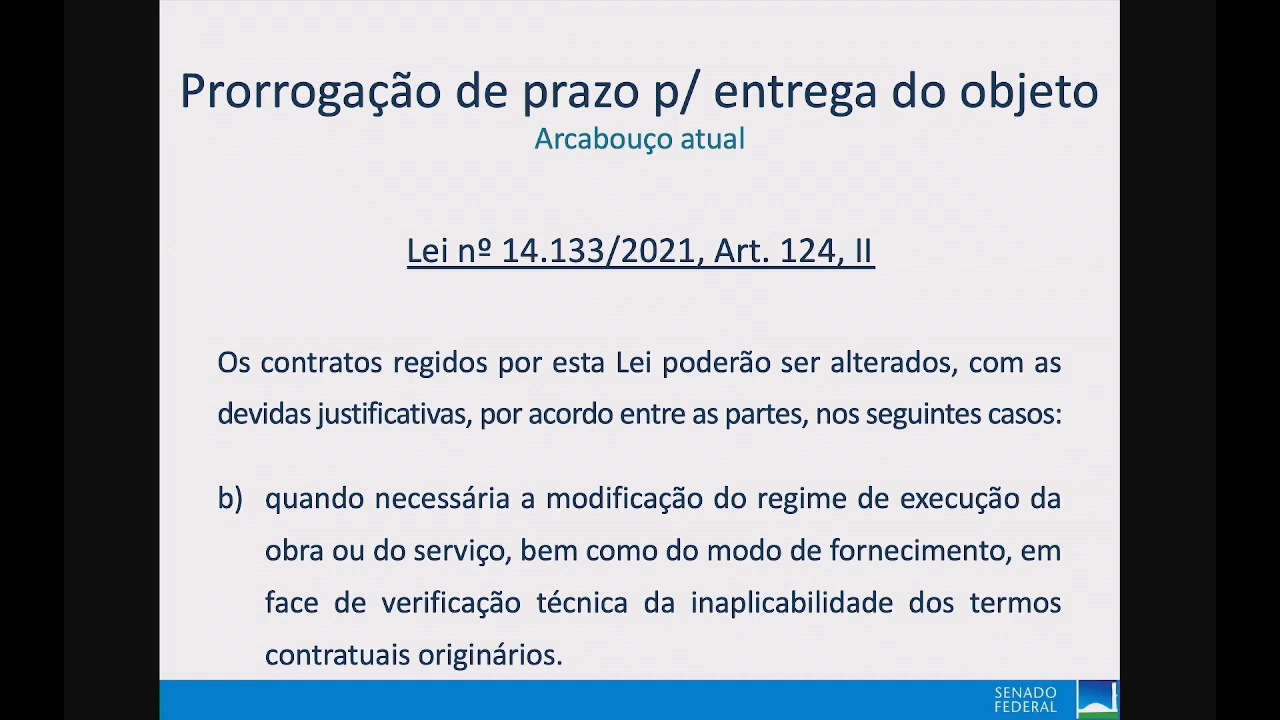 Prorrogação de prazo p/ entrega do objeto
Arcabouço atual
Lei nº 14.133/2021, Art. 124, II
Os contratos regidos por esta Lei poderão ser alterados, com as
devidas justificativas, por acordo entre as partes, nos seguintes casos:
b) quando necessária a modificação do regime de execução da
obra ou do serviço, bem como do modo de fornecimento, em
face de verificação técnica da inaplicabilidade dos termos
contratuais originários.
SENADO
FEDERAL